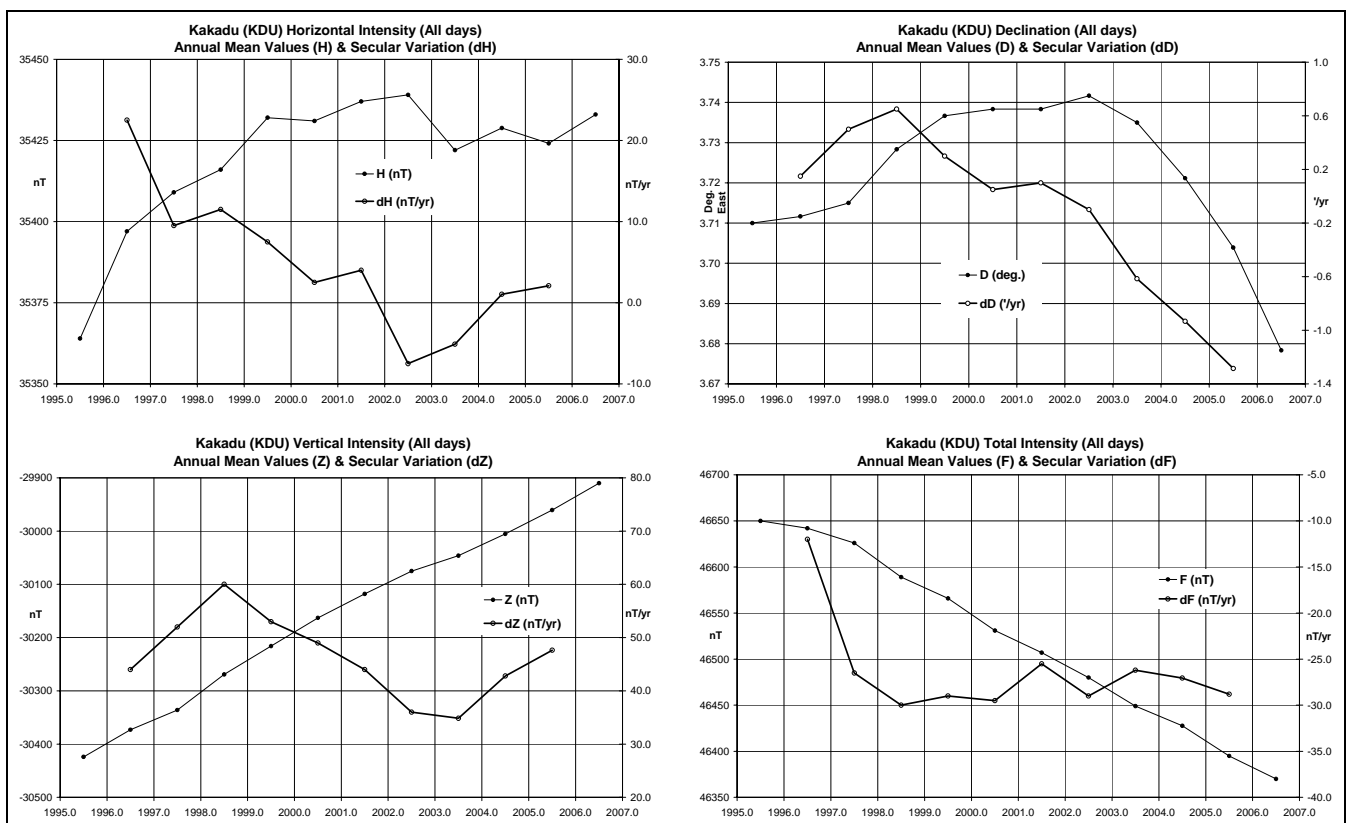 Kakadu (KDU) Horizontal Intensity (All days)
Annual Mean Values (H) & Secular Variation (dH)
35450
35425
35400
35375
35350
nT
30.0
20.0
10.0
0.0
-10.0
nT/yr
H (nT)
dH (nT/yr)
1995.0 1996.0 1997.0 1998.0 1999.0 2000.0 2001.0 2002.0 2003.0 2004.0 2005.0 2006.0 2007.0
Kakadu (KDU) Declination (All days)
Annual Mean Values (D) & Secular Variation (dD)
3.75
3.74
3.73
3.72
3.71
3.70
3.69
3.68
3.67
Deg.
East
1.0
0.6
0.2
-0.2
-0.6
-1.0
-1.4
'/yr
D (deg.)
dD ('/yr)
1995.0 1996.0 1997.0 1998.0 1999.0 2000.0 2001.0 2002.0 2003.0 2004.0 2005.0 2006.0 2007.0
Kakadu (KDU) Vertical Intensity (All days)
Annual Mean Values (Z) & Secular Variation (dZ)
-29900
-30000
-30100
-30200
-30300
-30400
-30500
nT
80.0
70.0
60.0
50.0
40.0
30.0
20.0
nT/yr
Z (nT)
dZ (nT/yr)
1995.0 1996.0 1997.0 1998.0 1999.0 2000.0 2001.0 2002.0 2003.0 2004.0 2005.0 2006.0 2007.0
Kakadu (KDU) Total Intensity (All days)
Annual Mean Values (F) & Secular Variation (dF)
46700
46650
46600
46550
46500
46450
46400
46350
nT
-5.0
-10.0
-15.0
-20.0
-25.0
-30.0
-35.0
-40.0
nT/yr
F (nT)
dF (nT/yr)
1995.0 1996.0 1997.0 1998.0 1999.0 2000.0 2001.0 2002.0 2003.0 2004.0 2005.0 2006.0 2007.0